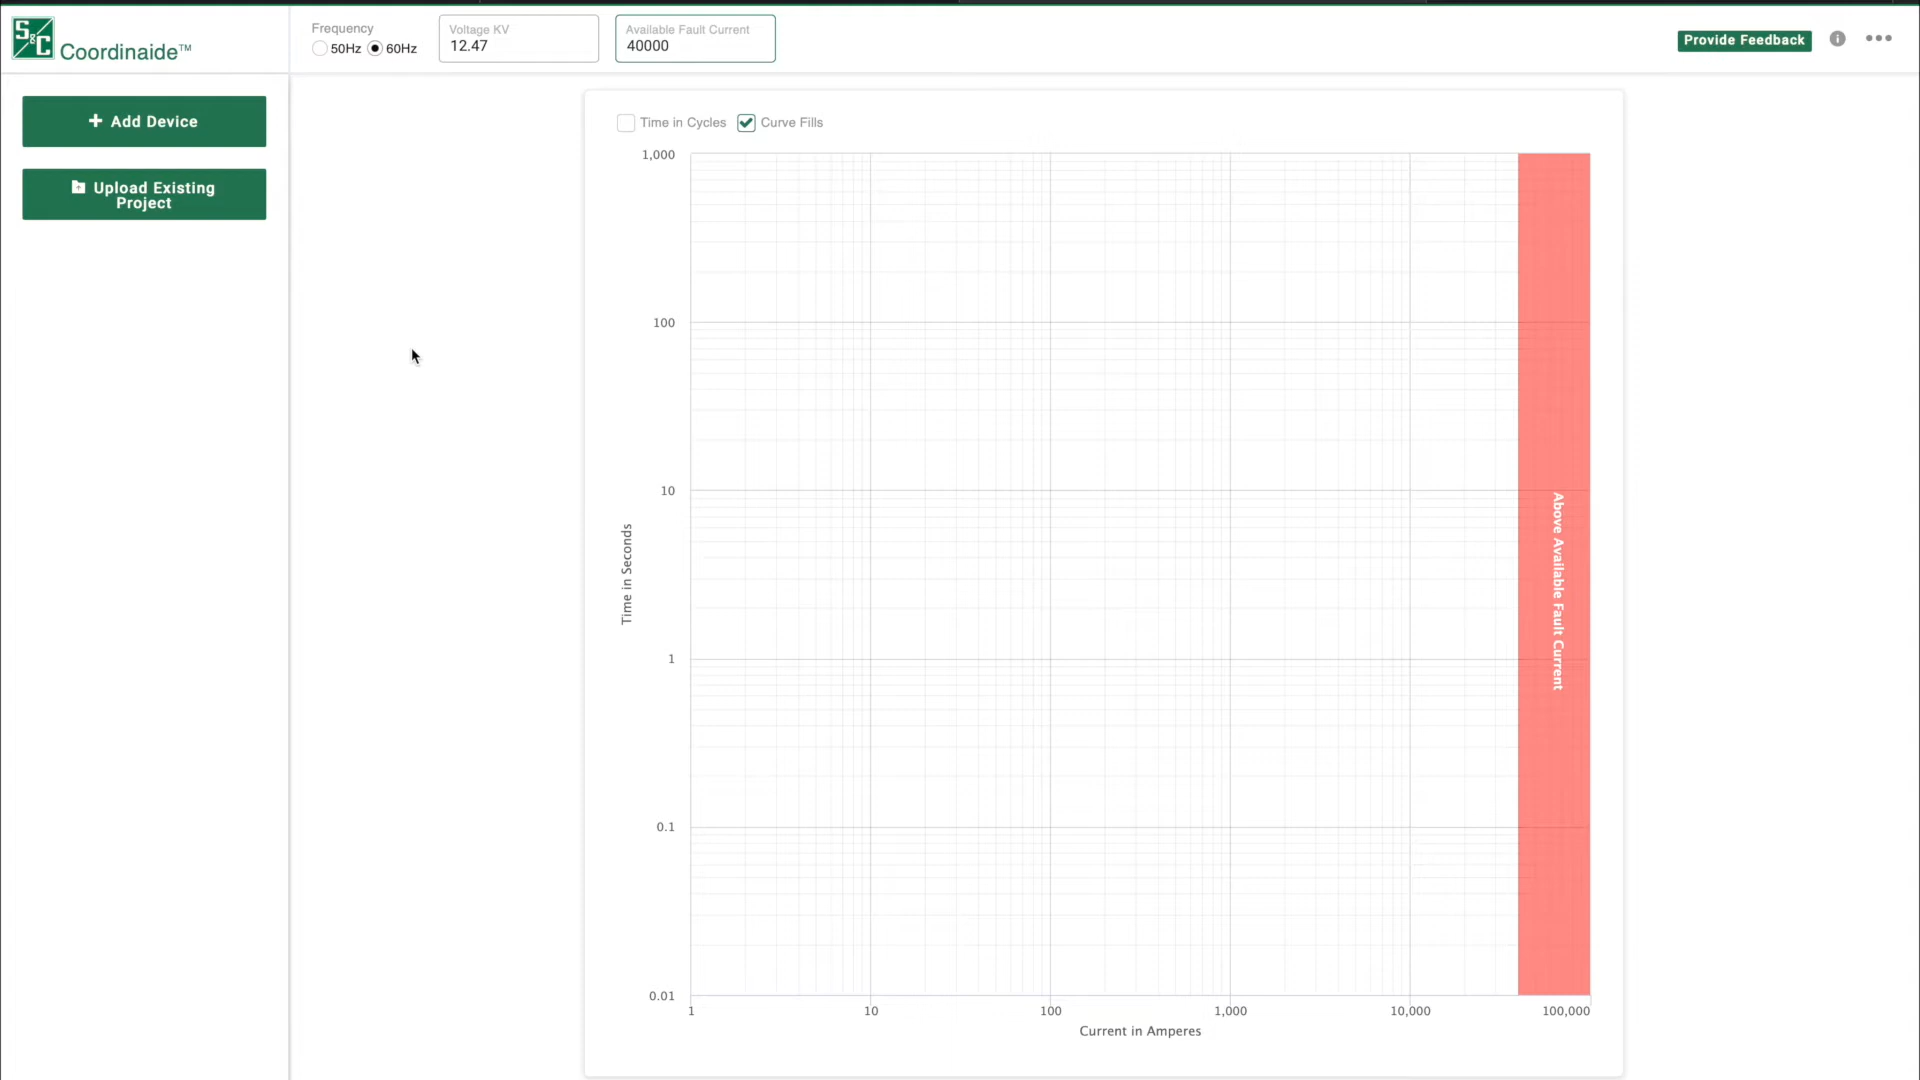 S&C Coordinaide™
Frequency
50Hz 60Hz
Voltage KV
12.47
Available Fault Current
40000
Provide Feedback
Add Device
Upload Existing
Project
Time in Cycles Curve Fills
1,000
100
10
1
0.1
0.01
Time in Seconds
Above Available Fault Current
1 10 100 1,000 10,000 100,000
Current in Amperes